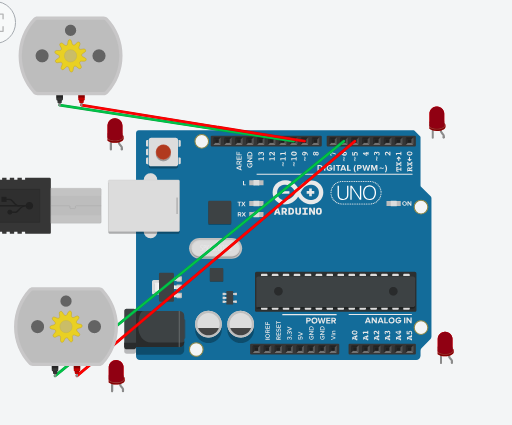 AREF
GND
13
12
~11
~10
~9
8
7
~6
~5
4
~3
2
TX→1
RX←0
DIGITAL (PWM~)
L
TX
RX
ARDUINO
UNO
ON
POWER
ANALOG IN
IOREF
RESET
3.3V
5V
GND
GND
Vin
A0
A1
A2
A3
A4
A5